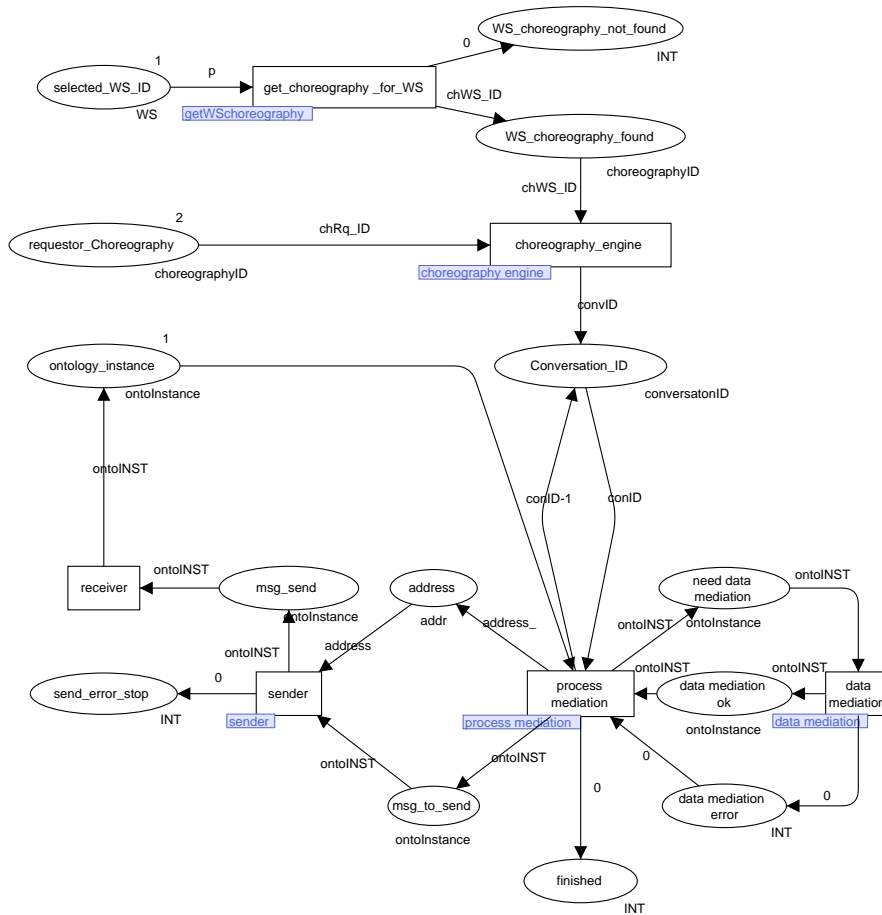 WS_choreography_not_found
0
INT
1
p
selected_WS_ID
get_choreography _for_WS
WS
getWSchoreography
chWS_ID
WS_choreography_found
choreographyID
chWS_ID
2
chRq_ID
requestor_Choreography
choreography_engine
choreographyID
choreography engine
convID
1
ontology_instance
Conversation_ID
ontoInstance
conversatonID
ontoINST
conID-1
conID
receiver
ontoINST
msg_send
ontoInstance
address
addr
need data
mediation
ontoINST
ontoInstance
ontoINST
address_
address
ontoINST
ontoINST
ontoINST
send_error_stop
0
INT
sender
sender
process
mediation
process mediation
data mediation
ok
ontoInstance
data
mediation
data mediation
ontoINST
ontoINST
msg_to_send
ontoInstance
0
0
0
data mediation
error
INT
finished
INT